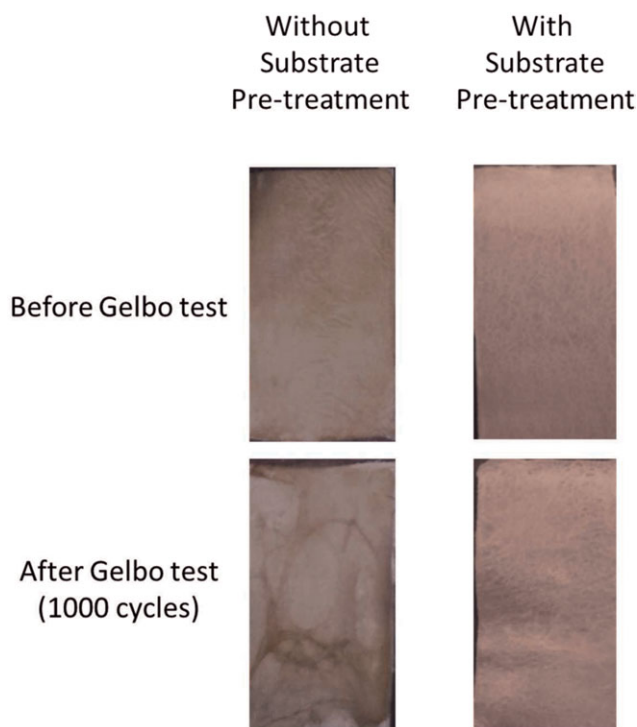 Without
Substrate
Pre-treatment
With
Substrate
Pre-treatment
Before Gelbo test
After Gelbo test
(1000 cycles)